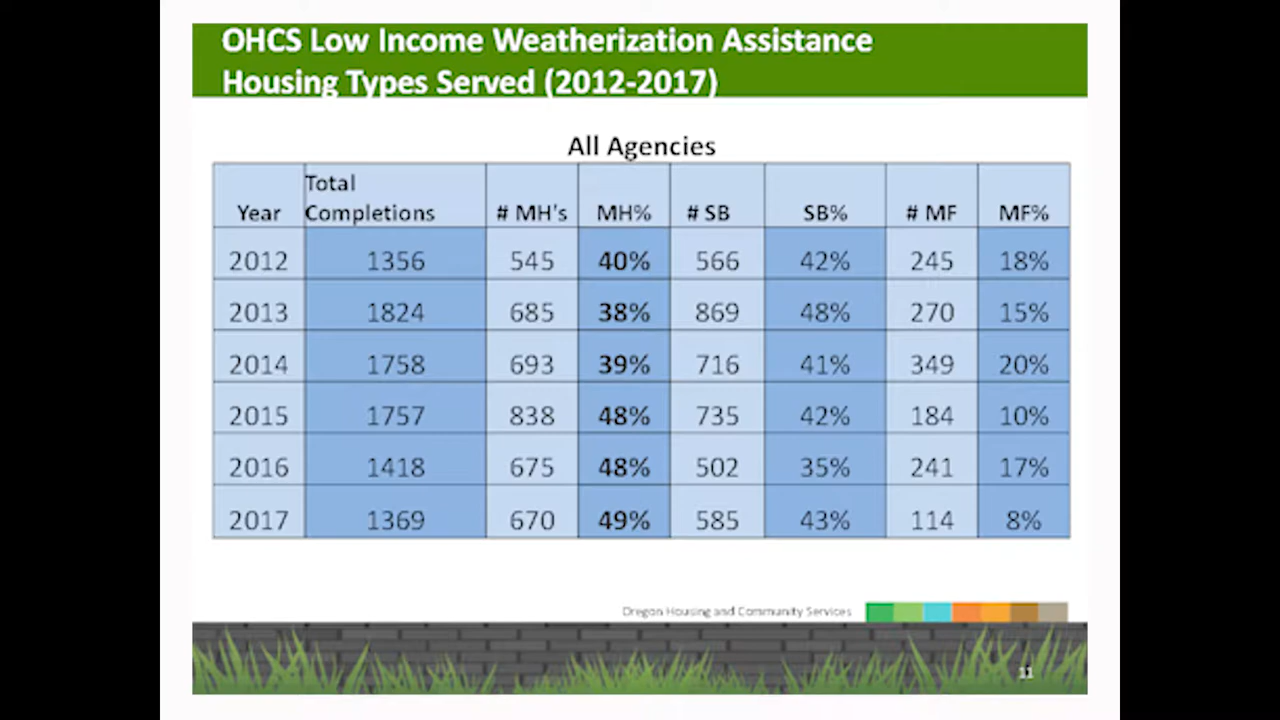 OHCS Low Income Weatherization Assistance
Housing Types Served (2012-2017)
All Agencies
Year Total Completions # MH's MH% # SB SB% # MF MF%
2012 1356 545 40% 566 42% 245 18%
2013 1824 685 38% 869 48% 270 15%
2014 1758 693 39% 716 41% 349 20%
2015 1757 838 48% 735 42% 184 10%
2016 1418 675 48% 502 35% 241 17%
2017 1369 670 49% 585 43% 114 8%
Oregon Housing and Community Services
11